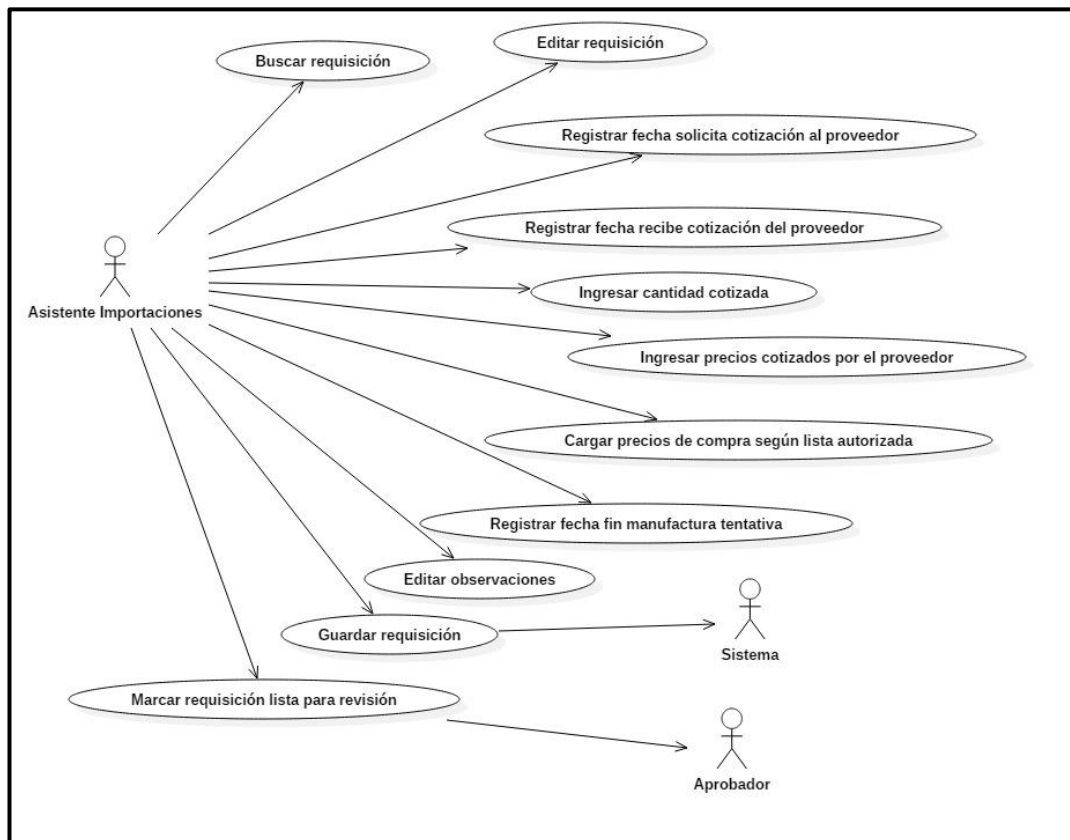 Editar requisición
Buscar requisición
Registrar fecha solicita cotización al proveedor
Registrar fecha recibe cotización del proveedor
Ingresar cantidad cotizada
Asistente Importaciones
Ingresar precios cotizados por el proveedor
Cargar precios de compra según lista autorizada
Registrar fecha fin manufactura tentativa
Editar observaciones
Guardar requisición
Sistema
Marcar requisición lista para revisión
Aprobador